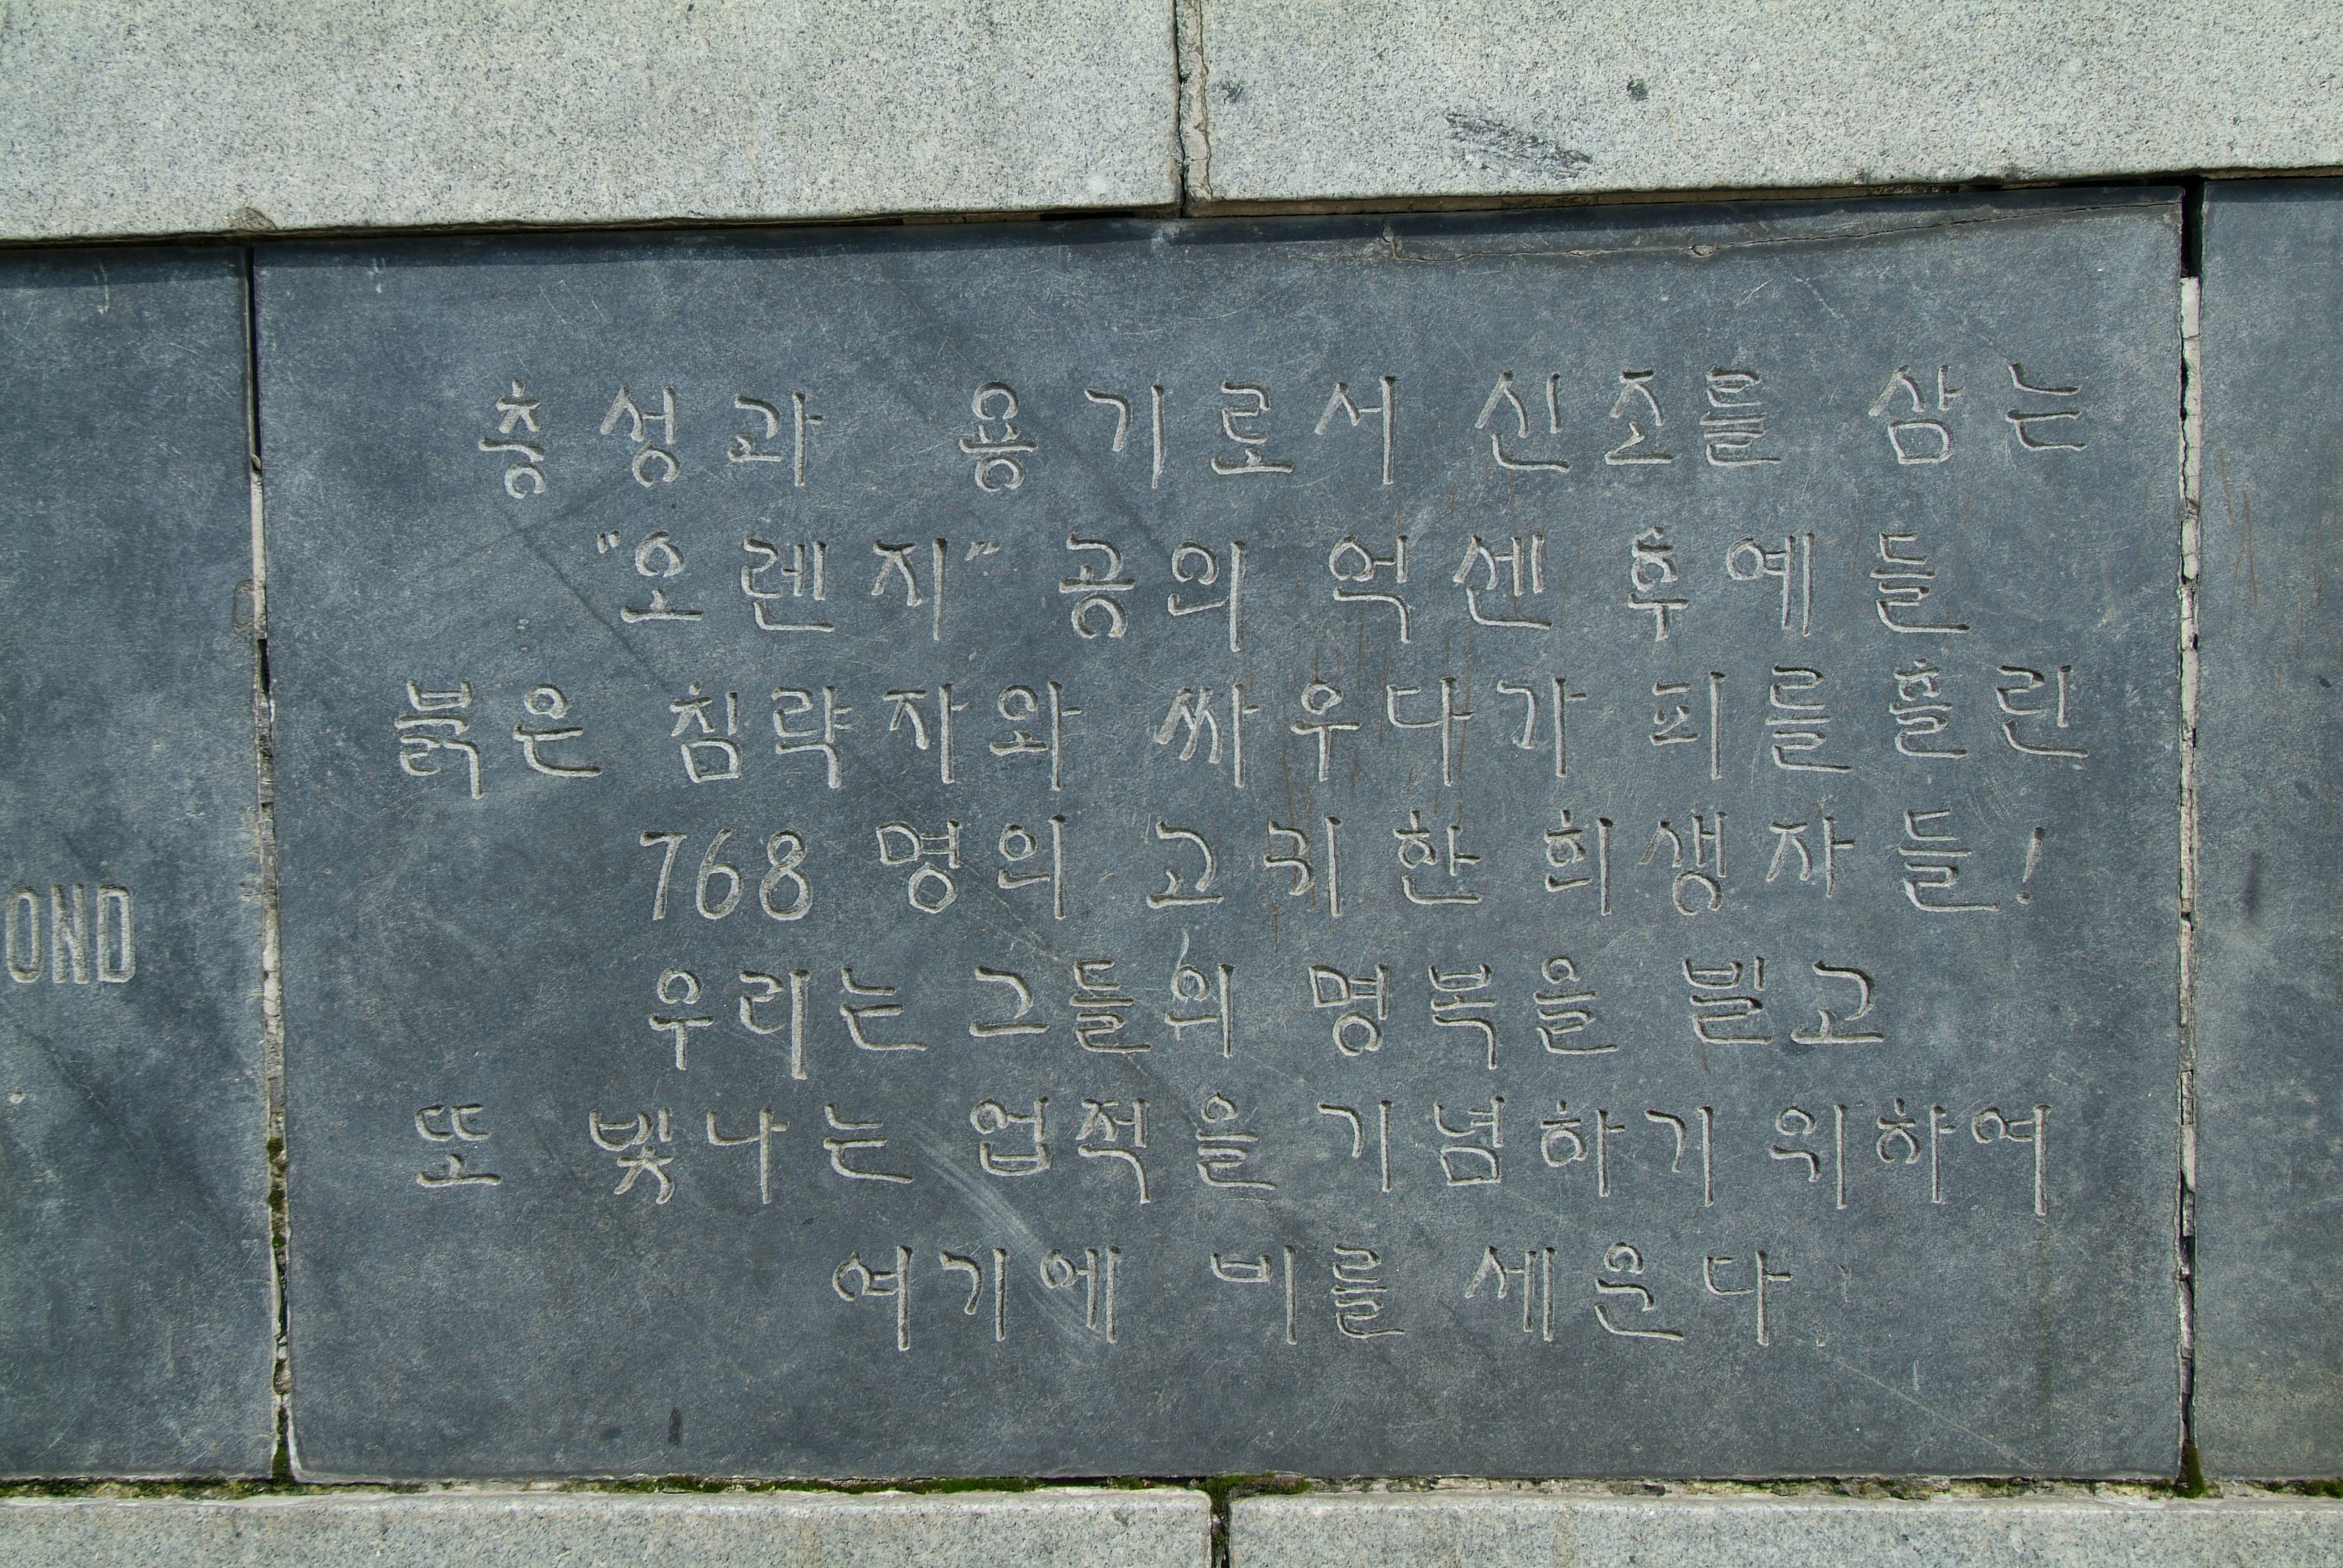 충성과 용기로서 신조를 삼는
"오렌지" 공의 억센 후예들
붉은 침략자와 싸우다가 피를 흘린
768 명의 고귀한 희생자들!
우리는 그들의 명복을 빌고
또 빛나는 업적을 기념하기 위하여
여기에 비를 세운다.
OND